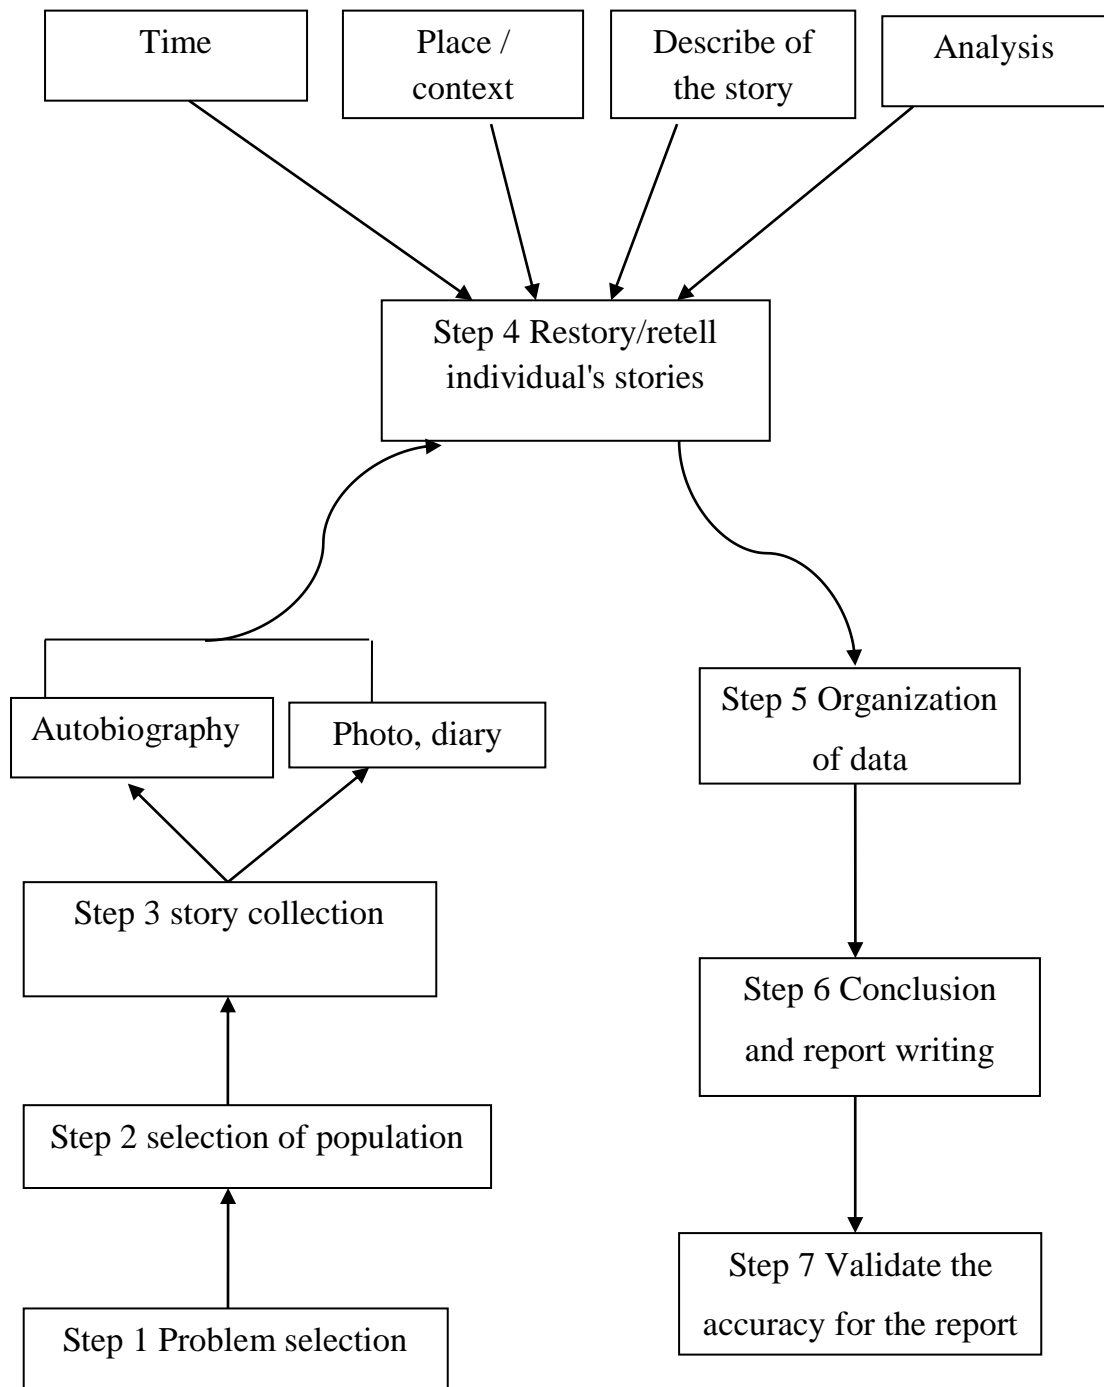 Time
Place /
context
Describe of
the story
Analysis
Step 4 Restory/retell
individual's stories
Autobiography
Photo, diary
Step 5 Organization
of data
Step 3 story collection
Step 6 Conclusion
and report writing
Step 2 selection of population
Step 7 Validate the
accuracy for the report
Step 1 Problem selection